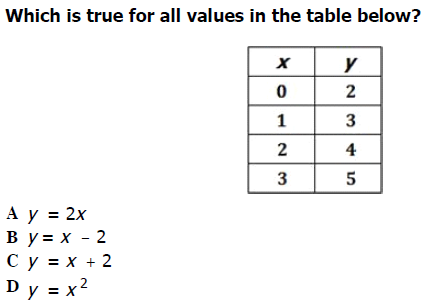 Which is true for all values in the table below?
x y
0 2
1 3
2 4
3 5
A y = 2x
B y = x - 2
C y = x + 2
D y = x²